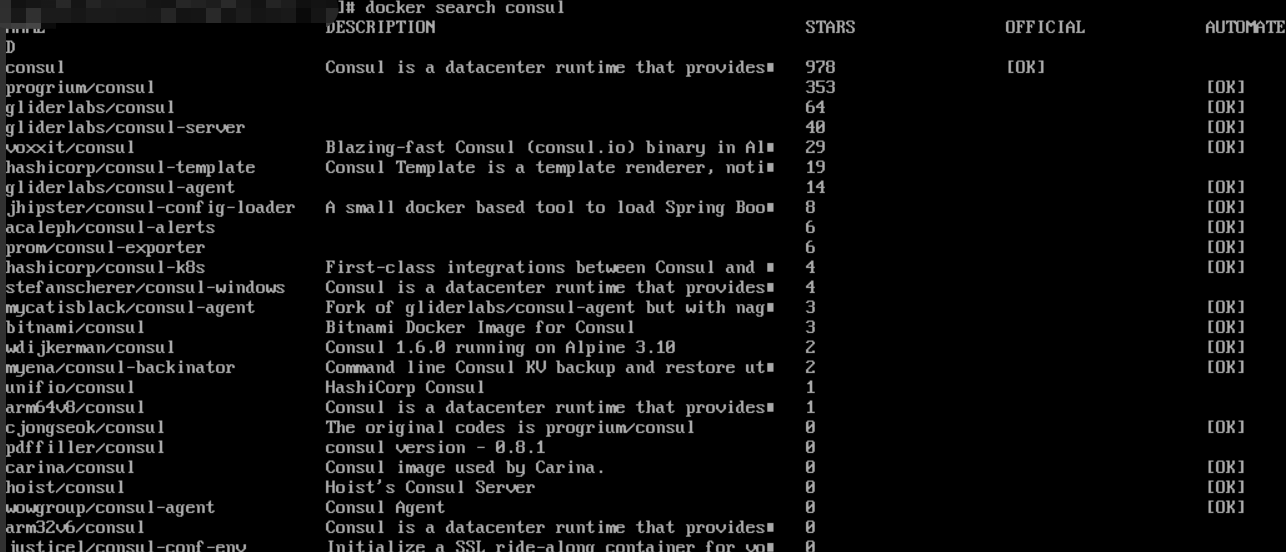 ]# docker search consul
NAME DESCRIPTION STARS OFFICIAL AUTOMATE
D
consul Consul is a datacenter runtime that provides 978 [OK]
progrium/consul 353 [OK]
gliderlabs/consul 64 [OK]
gliderlabs/consul-server 40 [OK]
voxxit/consul Blazing-fast Consul (consul.io) binary in Al 29 [OK]
hashicorp/consul-template Consul Template is a template renderer, noti 19
gliderlabs/consul-agent 14 [OK]
jhipster/consul-config-loader A small docker based tool to load Spring Boo 8 [OK]
acaleph/consul-alerts 6 [OK]
prom/consul-exporter 6 [OK]
hashicorp/consul-k8s First-class integrations between Consul and 4 [OK]
stefanscherer/consul-windows Consul is a datacenter runtime that provides 4
mycatisblack/consul-agent Fork of gliderlabs/consul-agent but with nag 3 [OK]
bitnami/consul Bitnami Docker Image for Consul 3 [OK]
wdijkerman/consul Consul 1.6.0 running on Alpine 3.10 2 [OK]
myena/consul-backinator Command line Consul KV backup and restore ut 2 [OK]
unifio/consul HashiCorp Consul 1
arm64v8/consul Consul is a datacenter runtime that provides 1
cjongseok/consul The original codes is progrium/consul 0 [OK]
pdffiller/consul consul version - 0.8.1 0
carina/consul Consul image used by Carina. 0 [OK]
hoist/consul Hoist's Consul Server 0 [OK]
wowgroup/consul-agent Consul Agent 0 [OK]
arm32v6/consul Consul is a datacenter runtime that provides 0
justicel/consul-conf-env Initialize a SSL ride-along container for yo 0